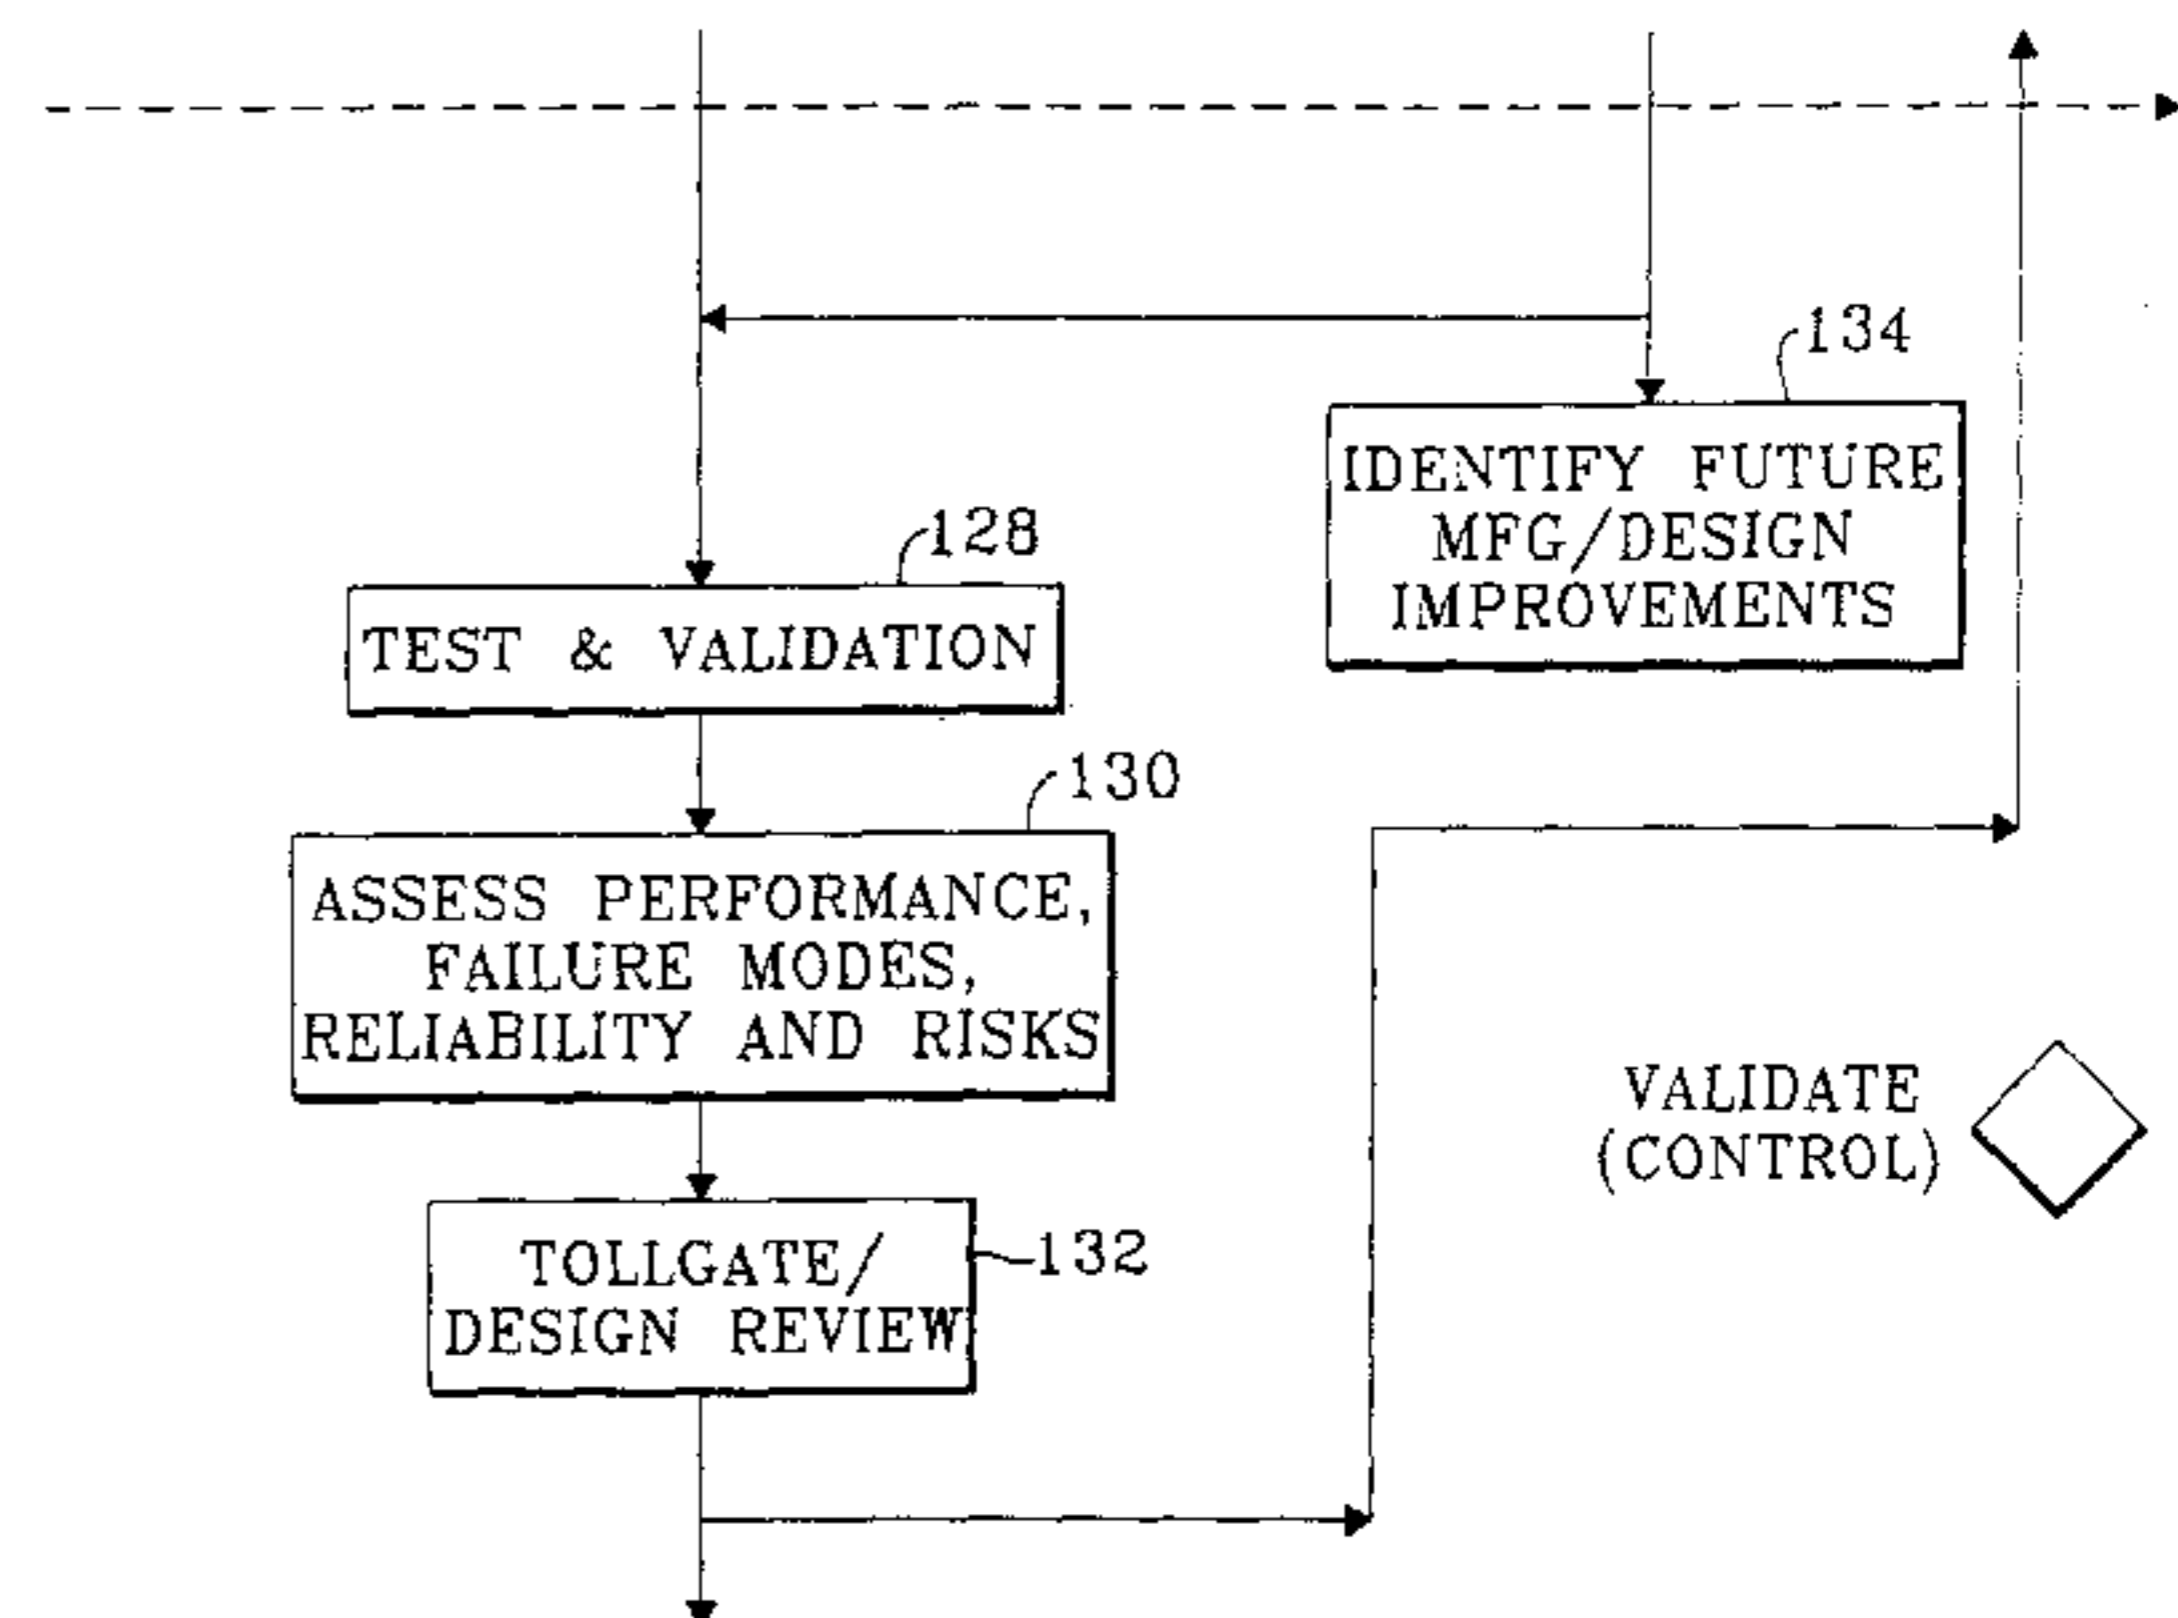 134
IDENTIFY FUTURE
MFG/DESIGN
IMPROVEMENTS
128
TEST & VALIDATION
130
ASSESS PERFORMANCE,
FAILURE MODES,
RELIABILITY AND RISKS
VALIDATE
(CONTROL)
TOLLGATE/
DESIGN REVIEW
132